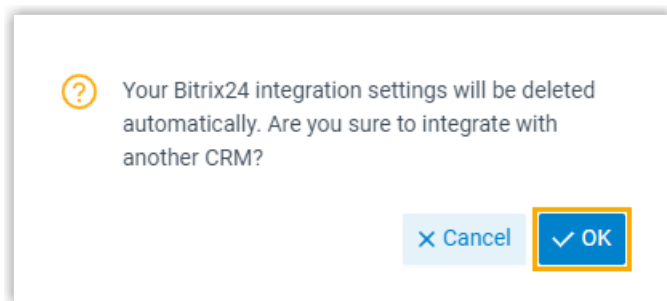 Your Bitrix24 integration settings will be deleted
automatically. Are you sure to integrate with
another CRM?
Cancel OK